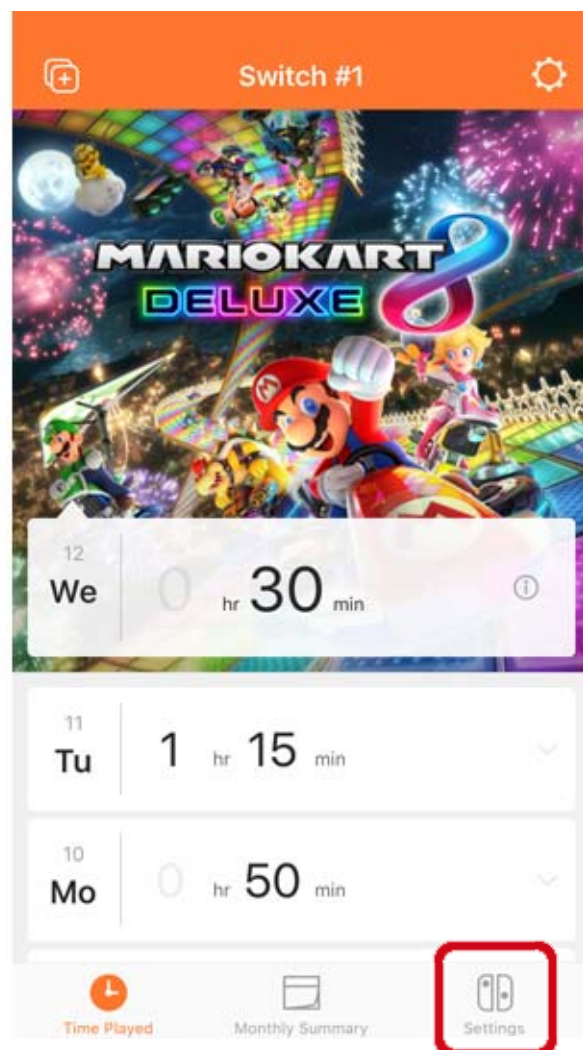 Switch #1
MARIOKART 8
DELUXE
12
We
0 hr 30 min
11
Tu
1 hr 15 min
10
Mo
0 hr 50 min
Time Played
Monthly Summary
Settings